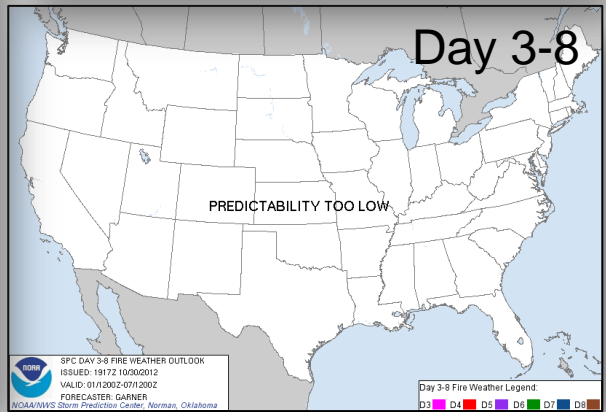 Day 3-8
PREDICTABILITY TOO LOW
NOAA
SPC DAY 3-8 FIRE WEATHER OUTLOOK
ISSUED: 1917Z 10/30/2012
VALID: 01/1200Z-07/1200Z
FORECASTER: GARNER
NOAA/NWS Storm Prediction Center, Norman, Oklahoma
Day 3-8 Fire Weather Legend:
D3 D4 D5 D6 D7 D8